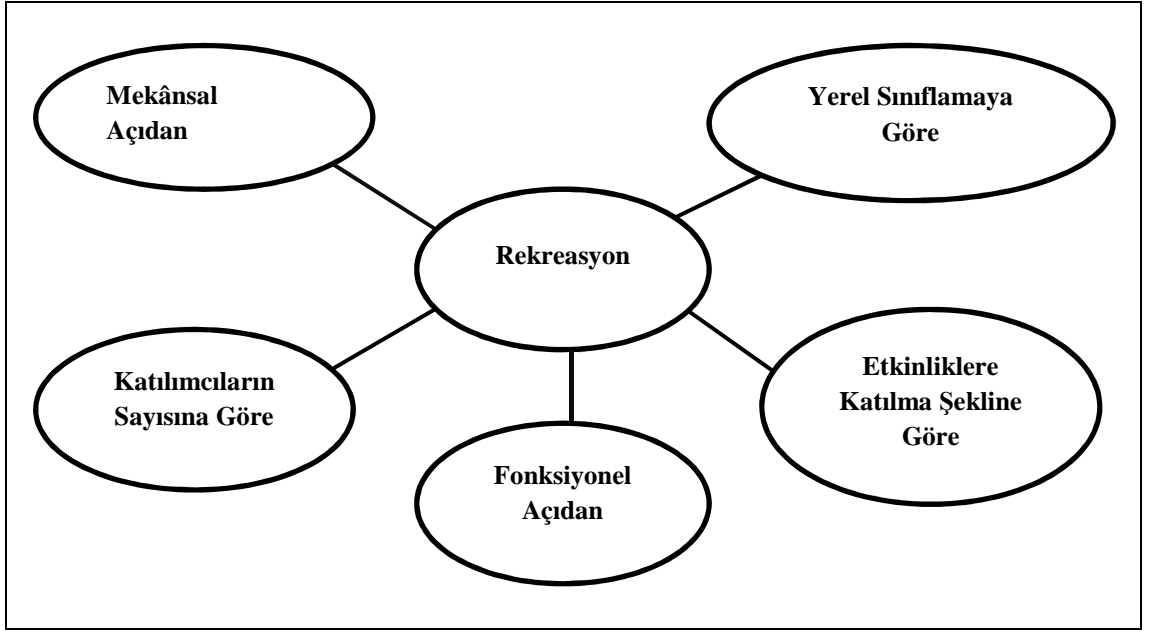 Mekânsal
Açıdan
Yerel Sınıflamaya
Göre
Rekreasyon
Katılımcıların
Sayısına Göre
Etkinliklere
Katılma Şekline
Göre
Fonksiyonel
Açıdan